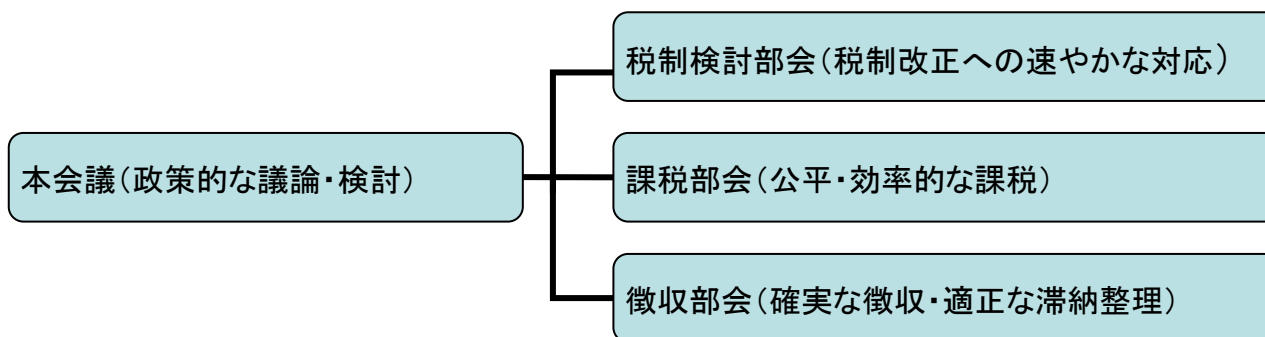 税制検討部会(税制改正への速やかな対応)
本会議(政策的な議論・検討)
課税部会(公平・効率的な課税)
徴収部会(確実な徴収・適正な滞納整理)